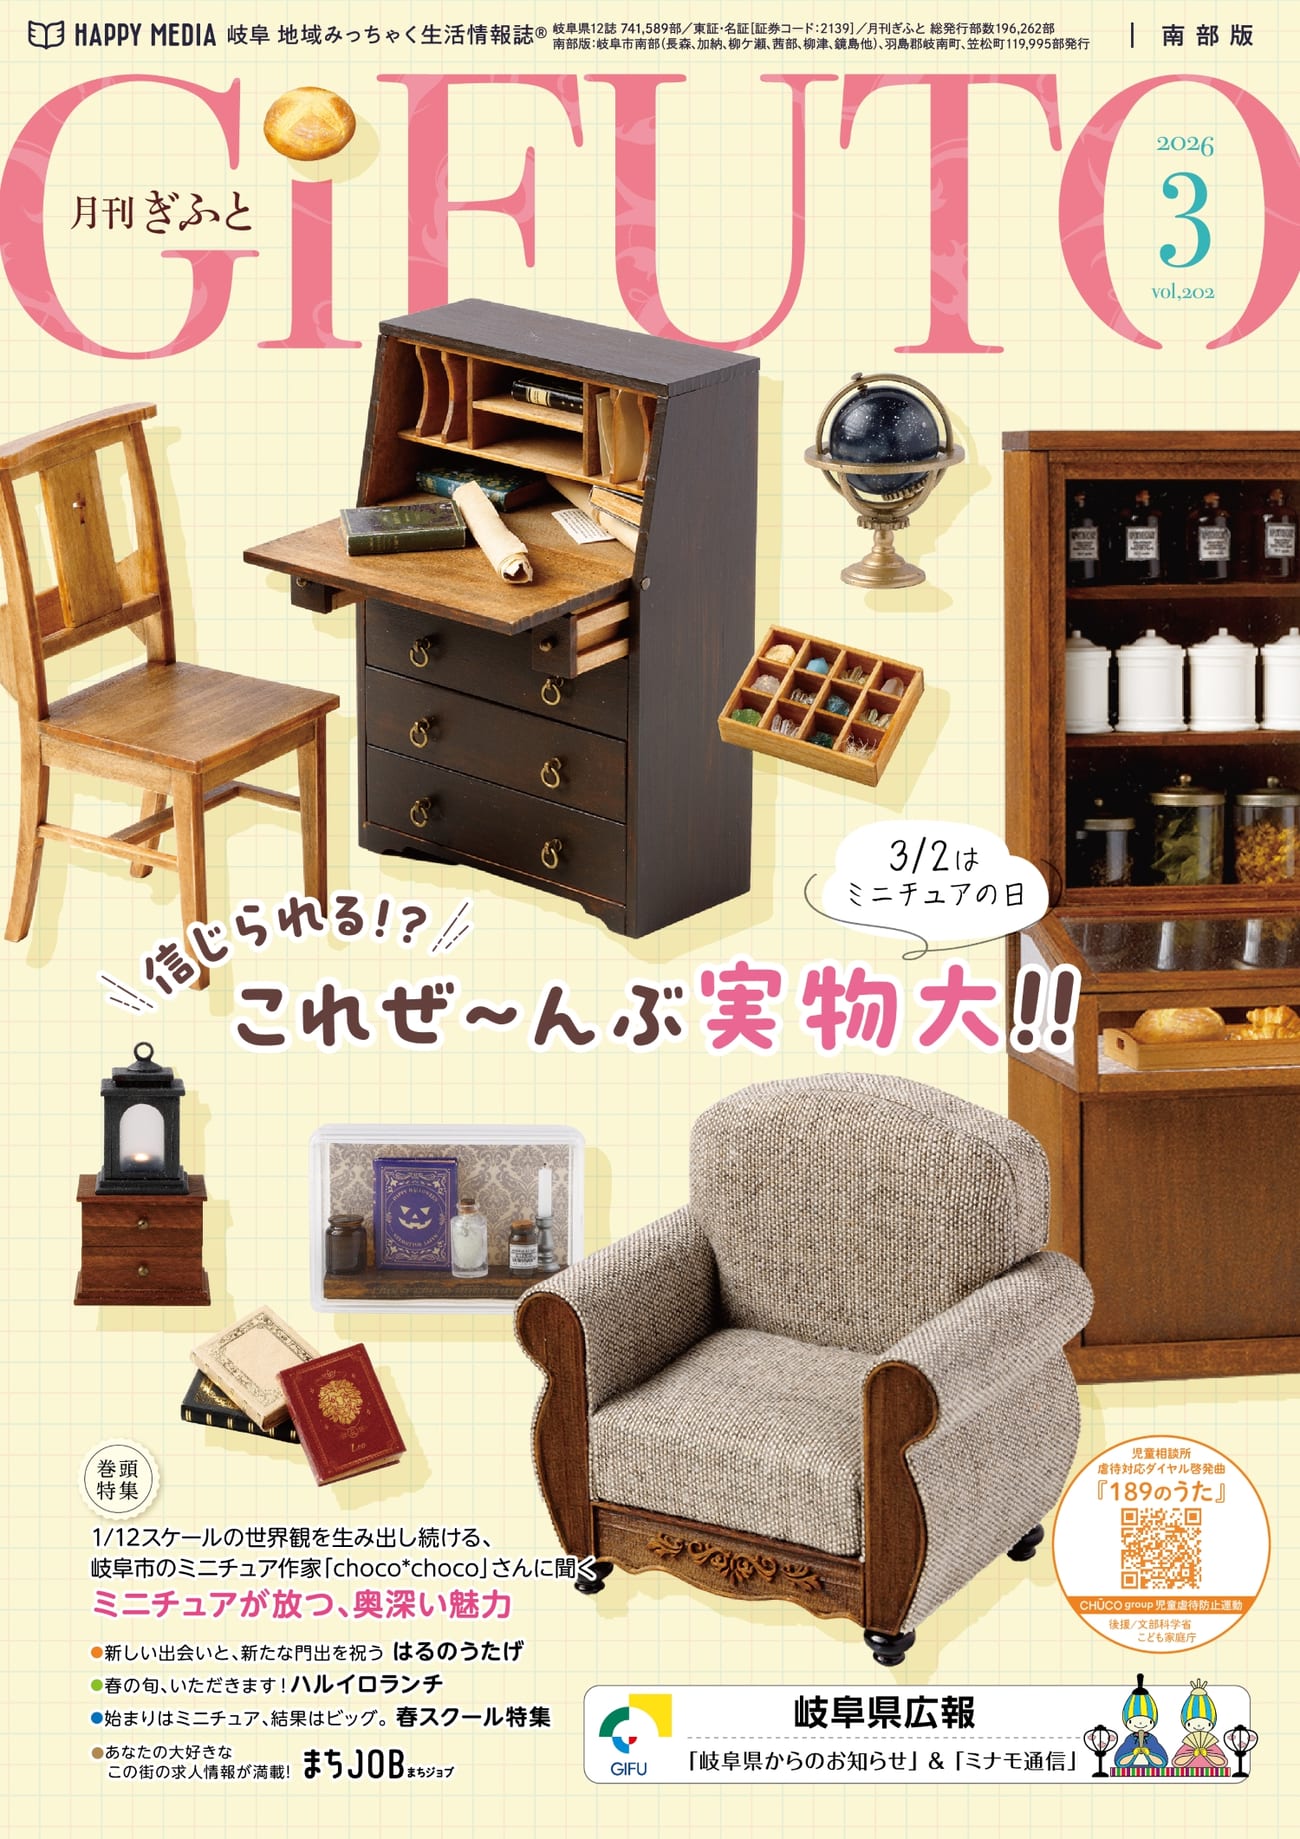 HAPPY MEDIA 岐阜 地域みっちゃく生活情報誌®
岐阜県12誌 741,589部／東証・名証[証券コード:2139]／月刊ぎふと 総発行部数196,262部
南部版:岐阜市南部(長森、加納、柳ケ瀬、茜部、柳津、鏡島他)、羽島郡岐南町、笠松町119,995部発行
南部版
GiFUTO
月刊ぎふと
2026
3
vol,202
3/2は
ミニチュアの日
信じられる!?
これぜ〜んぶ実物大!!
HAPPY HALLOWEEN
Leo
巻頭
特集
1/12スケールの世界観を生み出し続ける、
岐阜市のミニチュア作家「choco*choco」さんに聞く
ミニチュアが放つ、奥深い魅力
●新しい出会いと、新たな門出を祝う はるのうたげ
●春の旬、いただきます!ハルイロランチ
●始まりはミニチュア、結果はビッグ。春スクール特集
●あなたの大好きな
この街の求人情報が満載! まちJOB まちジョブ
児童相談所
虐待対応ダイヤル啓発曲
『189のうた』
CHŪCO group 児童虐待防止運動
後援/文部科学省
こども家庭庁
GIFU
岐阜県広報
「岐阜県からのお知らせ」&「ミナモ通信」